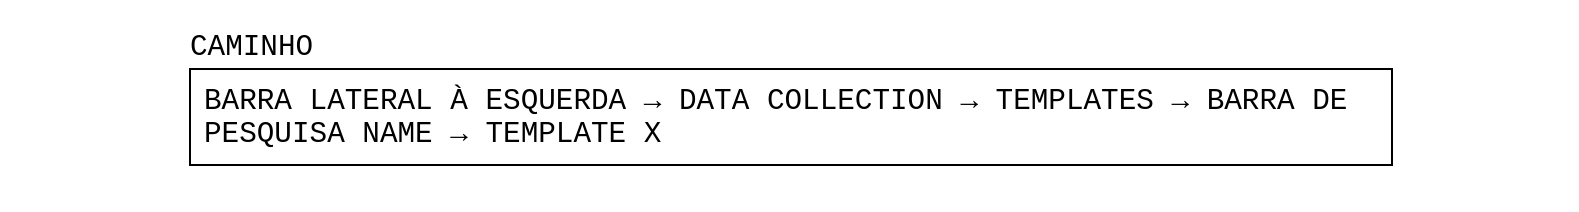 CAMINHO
BARRA LATERAL À ESQUERDA → DATA COLLECTION → TEMPLATES → BARRA DE
PESQUISA NAME → TEMPLATE X